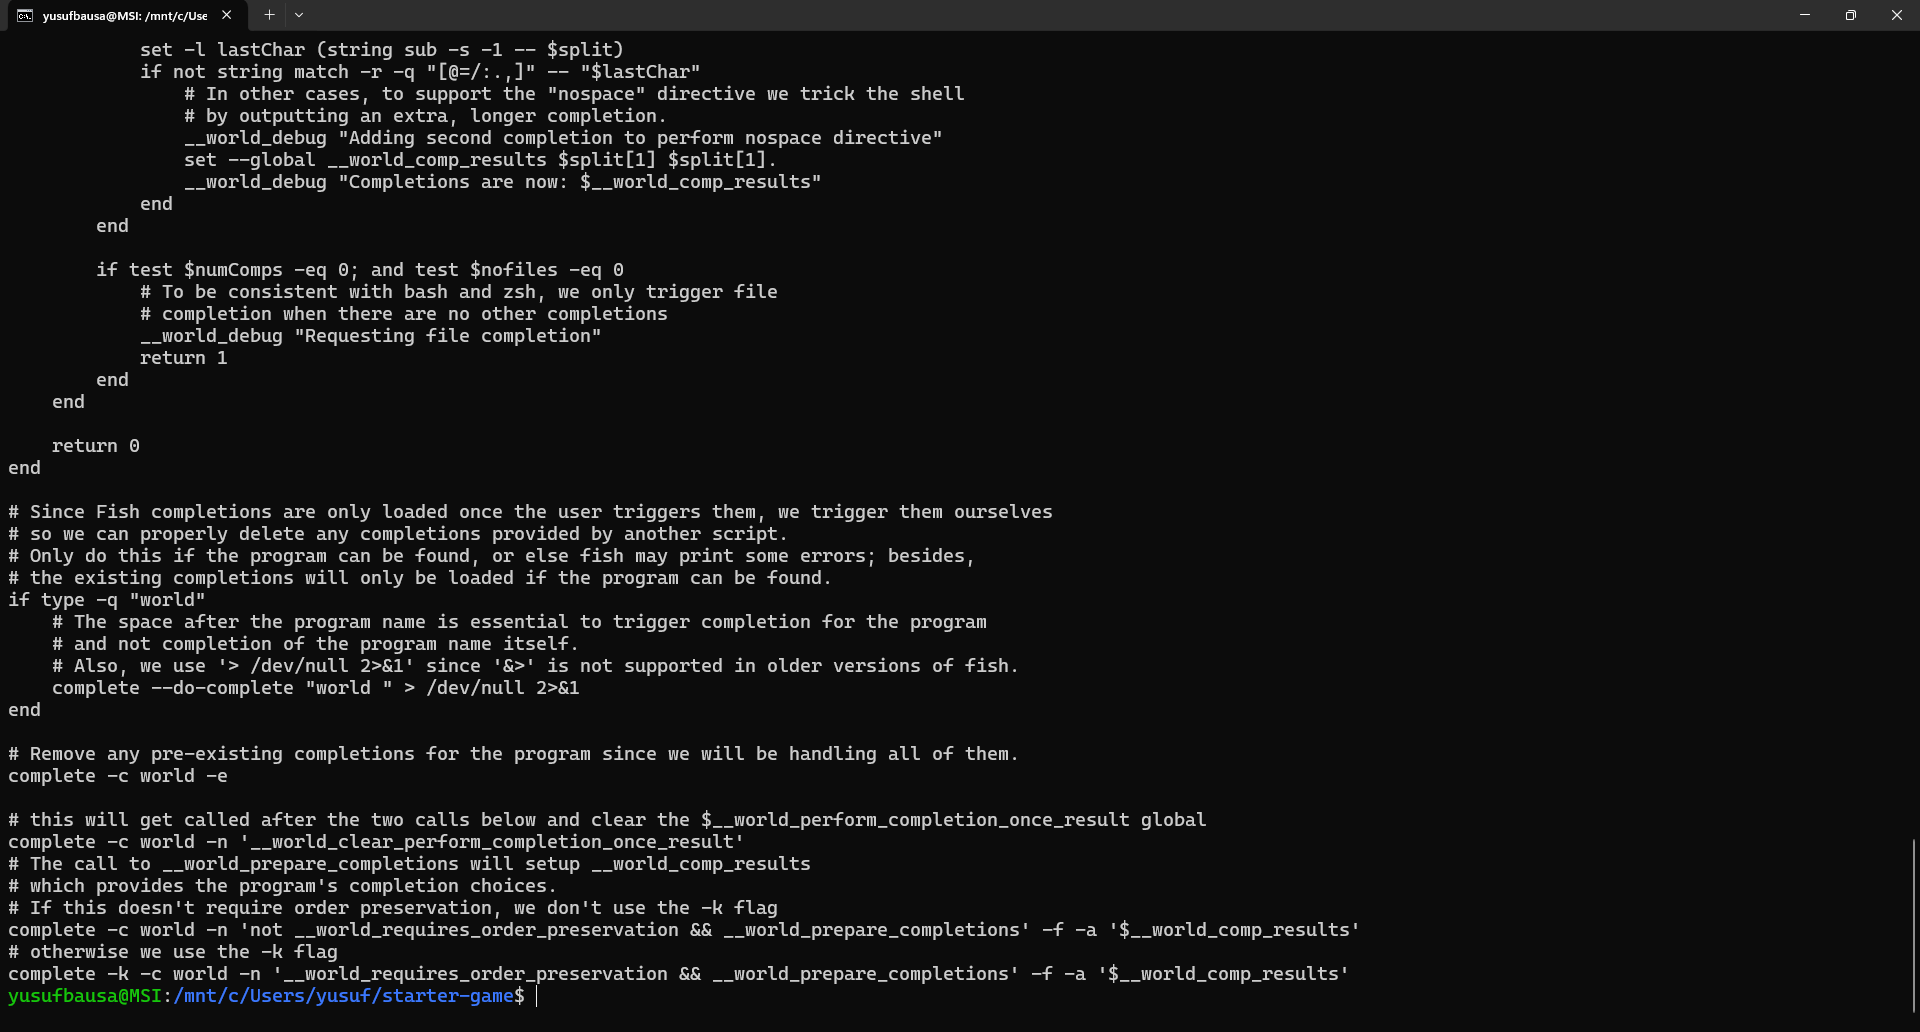 yusufbausa@MSI: /mnt/c/Use
set -l lastChar (string sub -s -1 -- $split)
if not string match -r -q "[@=/:.,]" -- "$lastChar"
# In other cases, to support the "nospace" directive we trick the shell
# by outputting an extra, longer completion.
__world_debug "Adding second completion to perform nospace directive"
set --global __world_comp_results $split[1] $split[1].
__world_debug "Completions are now: $__world_comp_results"
end
end
if test $numComps -eq 0; and test $nofiles -eq 0
# To be consistent with bash and zsh, we only trigger file
# completion when there are no other completions
__world_debug "Requesting file completion"
return 1
end
end
return 0
end
# Since Fish completions are only loaded once the user triggers them, we trigger them ourselves
# so we can properly delete any completions provided by another script.
# Only do this if the program can be found, or else fish may print some errors; besides,
# the existing completions will only be loaded if the program can be found.
if type -q "world"
# The space after the program name is essential to trigger completion for the program
# and not completion of the program name itself.
# Also, we use '> /dev/null 2>&1' since '&>' is not supported in older versions of fish.
complete --do-complete "world " > /dev/null 2>&1
end
# Remove any pre-existing completions for the program since we will be handling all of them.
complete -c world -e
# this will get called after the two calls below and clear the $__world_perform_completion_once_result global
complete -c world -n '__world_clear_perform_completion_once_result'
# The call to __world_prepare_completions will setup __world_comp_results
# which provides the program's completion choices.
# If this doesn't require order preservation, we don't use the -k flag
complete -c world -n 'not __world_requires_order_preservation && __world_prepare_completions' -f -a '$__world_comp_results'
# otherwise we use the -k flag
complete -k -c world -n '__world_requires_order_preservation && __world_prepare_completions' -f -a '$__world_comp_results'
yusufbausa@MSI:/mnt/c/Users/yusuf/starter-game$